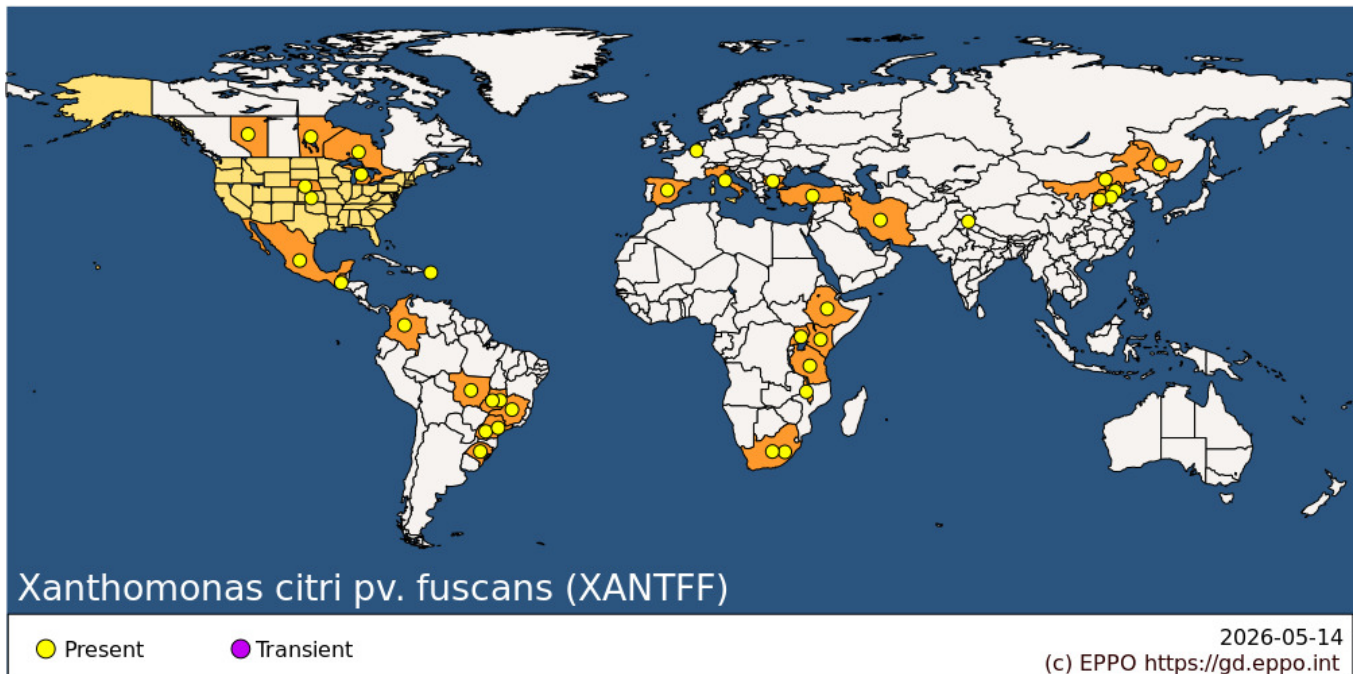 Xanthomonas citri pv. fuscans (XANTFF)
Present
Transient
2026-05-14
(c) EPPO https://gd.eppo.int